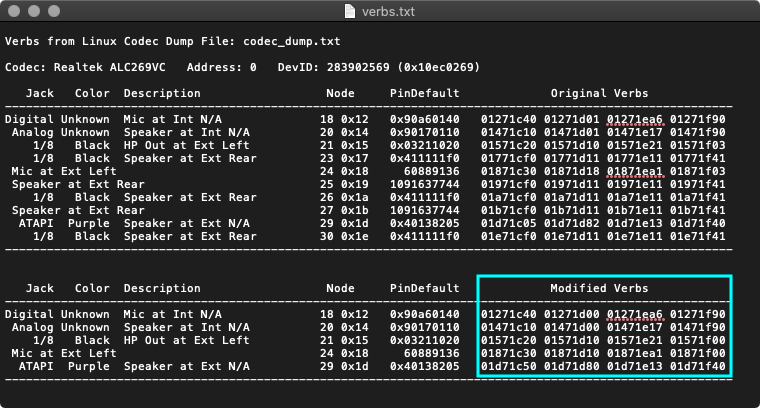 verbs.txt
Verbs from Linux Codec Dump File: codec_dump.txt
Codec: Realtek ALC269VC   Address: 0   DevID: 283902569 (0x10ec0269)
Jack   Color  Description   Node   PinDefault   Original Verbs
Digital Unknown  Mic at Int N/A   18 0x12   0x90a60140   01271c40 01271d01 01271ea6 01271f90
Analog Unknown  Speaker at Int N/A   20 0x14   0x90170110   01471c10 01471d01 01471e17 01471f90
1/8   Black  HP Out at Ext Left   21 0x15   0x03211020   01571c20 01571d10 01571e21 01571f03
1/8   Black  Speaker at Ext Rear   23 0x17   0x411111f0   01771cf0 01771d11 01771e11 01771f41
Mic at Ext Left   24 0x18   60889136   01871c30 01871d18 01871ea1 01871f03
Speaker at Ext Rear   25 0x19   1091637744   01971cf0 01971d11 01971e11 01971f41
1/8   Black  Speaker at Ext Rear   26 0x1a   0x411111f0   01a71cf0 01a71d11 01a71e11 01a71f41
Speaker at Ext Rear   27 0x1b   1091637744   01b71cf0 01b71d11 01b71e11 01b71f41
ATAPI  Purple  Speaker at Ext N/A   29 0x1d   0x40138205   01d71c05 01d71d82 01d71e13 01d71f40
1/8   Black  Speaker at Ext Rear   30 0x1e   0x411111f0   01e71cf0 01e71d11 01e71e11 01e71f41
Jack   Color  Description   Node   PinDefault   Modified Verbs
Digital Unknown  Mic at Int N/A   18 0x12   0x90a60140   01271c40 01271d00 01271ea6 01271f90
Analog Unknown  Speaker at Int N/A   20 0x14   0x90170110   01471c10 01471d00 01471e17 01471f90
1/8   Black  HP Out at Ext Left   21 0x15   0x03211020   01571c20 01571d10 01571e21 01571f00
Mic at Ext Left   24 0x18   60889136   01871c30 01871d10 01871ea1 01871f00
ATAPI  Purple  Speaker at Ext N/A   29 0x1d   0x40138205   01d71c50 01d71d80 01d71e13 01d71f40